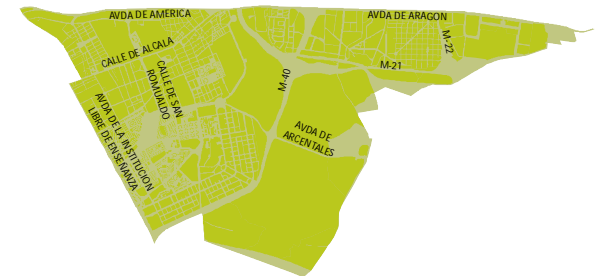 AVDA DE AMERICA
AVDA DE ARAGON
M-22
CALLE DE ALCALA
M-21
M-40
CALLE DE SAN
ROMUALDO
AVDA DE LA INSTITUCION
LIBRE DE ENSEÑANZA
AVDA DE
ARCENTALES